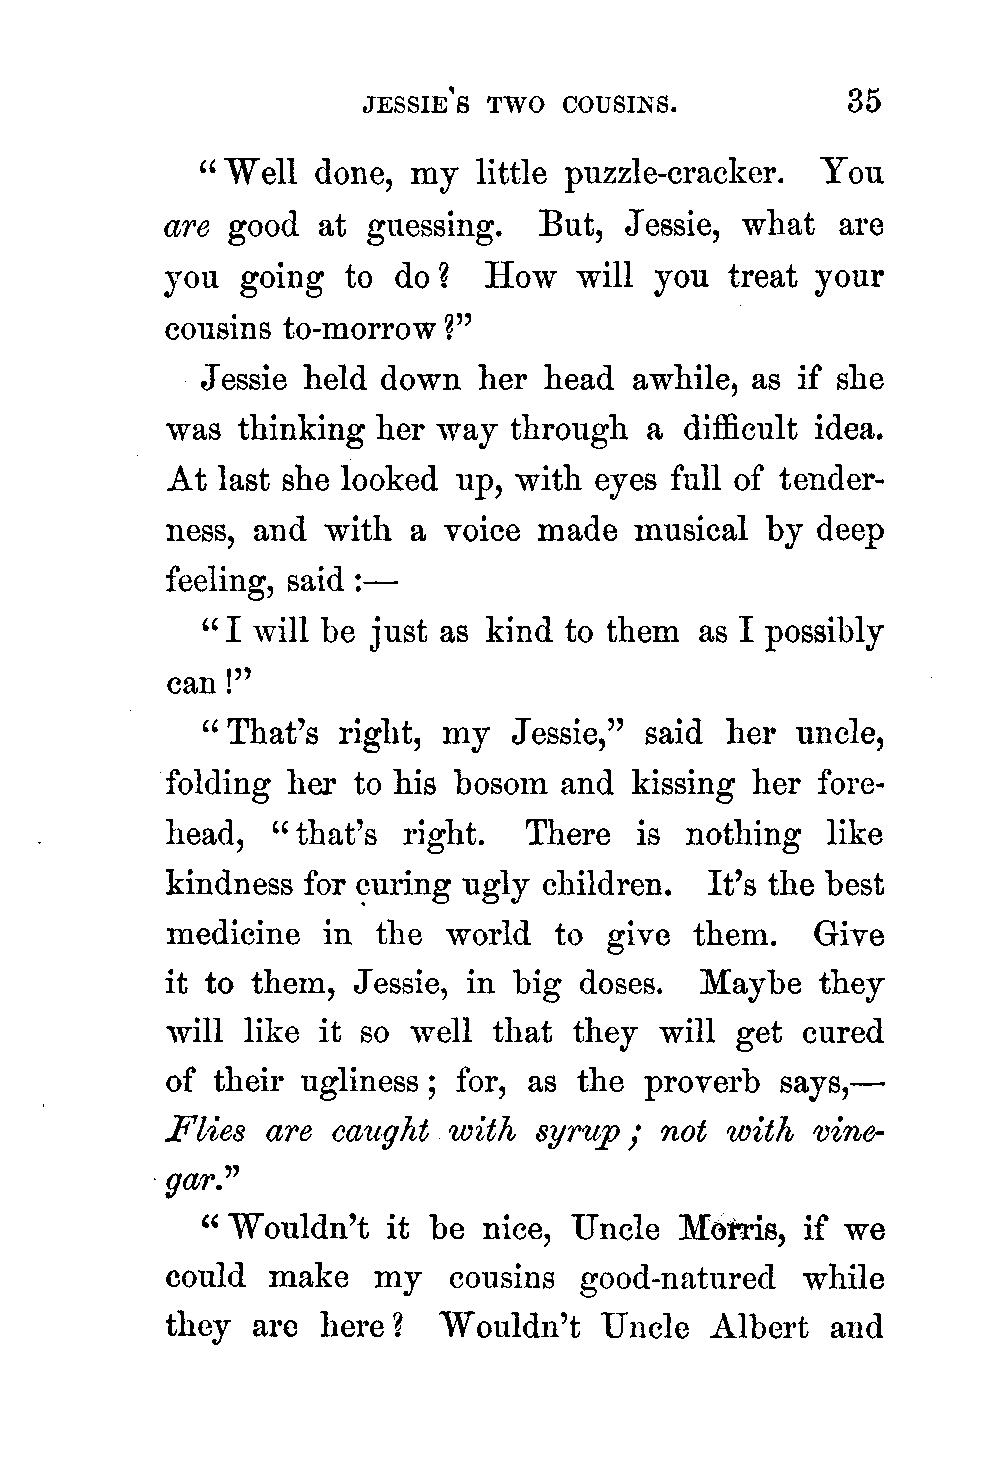 JESSIE'S TWO COUSINS. 35
“Well done, my little puzzle-cracker. You
are good at guessing. But, Jessie, what are
you going to do? How will you treat your
cousins to-morrow?”
Jessie held down her head awhile, as if she
was thinking her way through a difficult idea.
At last she looked up, with eyes full of tender-
ness, and with a voice made musical by deep
feeling, said:—
“I will be just as kind to them as I possibly
can!”
“That’s right, my Jessie,” said her uncle,
folding her to his bosom and kissing her fore-
head, “that’s right. There is nothing like
kindness for curing ugly children. It’s the best
medicine in the world to give them. Give
it to them, Jessie, in big doses. Maybe they
will like it so well that they will get cured
of their ugliness; for, as the proverb says,—
Flies are caught with syrup; not with vine-
gar.”
“Wouldn’t it be nice, Uncle Morris, if we
could make my cousins good-natured while
they are here? Wouldn’t Uncle Albert and